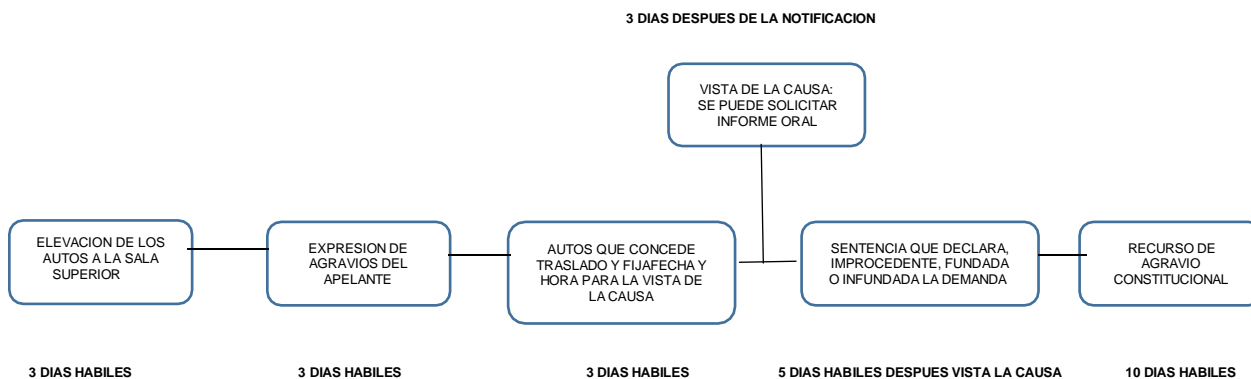 3 DIAS DESPUES DE LA NOTIFICACION
VISTA DE LA CAUSA:
SE PUEDE SOLICITAR
INFORME ORAL
ELEVACION DE LOS
AUTOS A LA SALA
SUPERIOR
EXPRESION DE
AGRAVIOS DEL
APELANTE
AUTOS QUE CONCEDE
TRASLADO Y FIJAFECHA Y
HORA PARA LA VISTA DE
LA CAUSA
SENTENCIA QUE DECLARA,
IMPROCEDENTE, FUNDADA
O INFUNDADA LA DEMANDA
RECURSO DE
AGRAVIO
CONSTITUCIONAL
3 DIAS HABILES
3 DIAS HABILES
3 DIAS HABILES
5 DIAS HABILES DESPUES VISTA LA CAUSA
10 DIAS HABILES